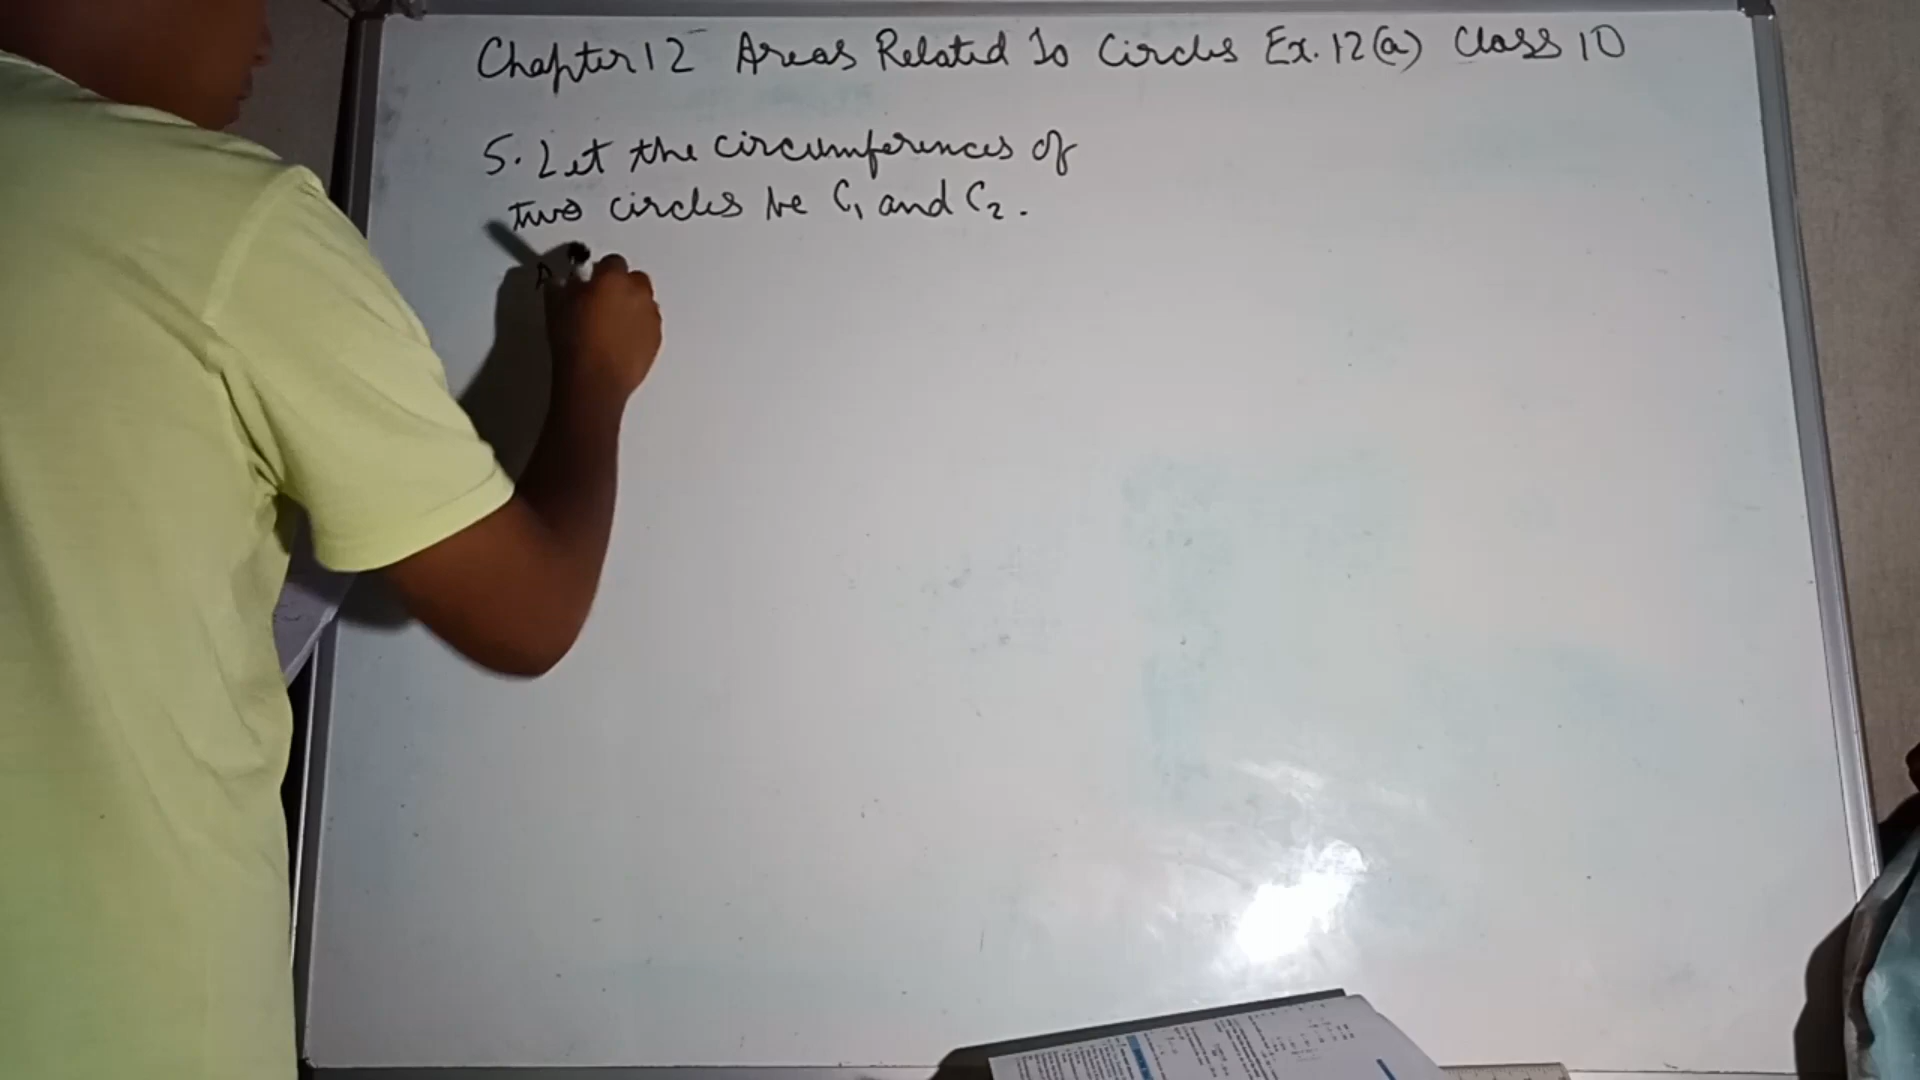 Chapter 12 Areas Related To Circles Ex. 12(a) Class 10
5. Let the circumferences of
two circles be C₁ and C₂.
A